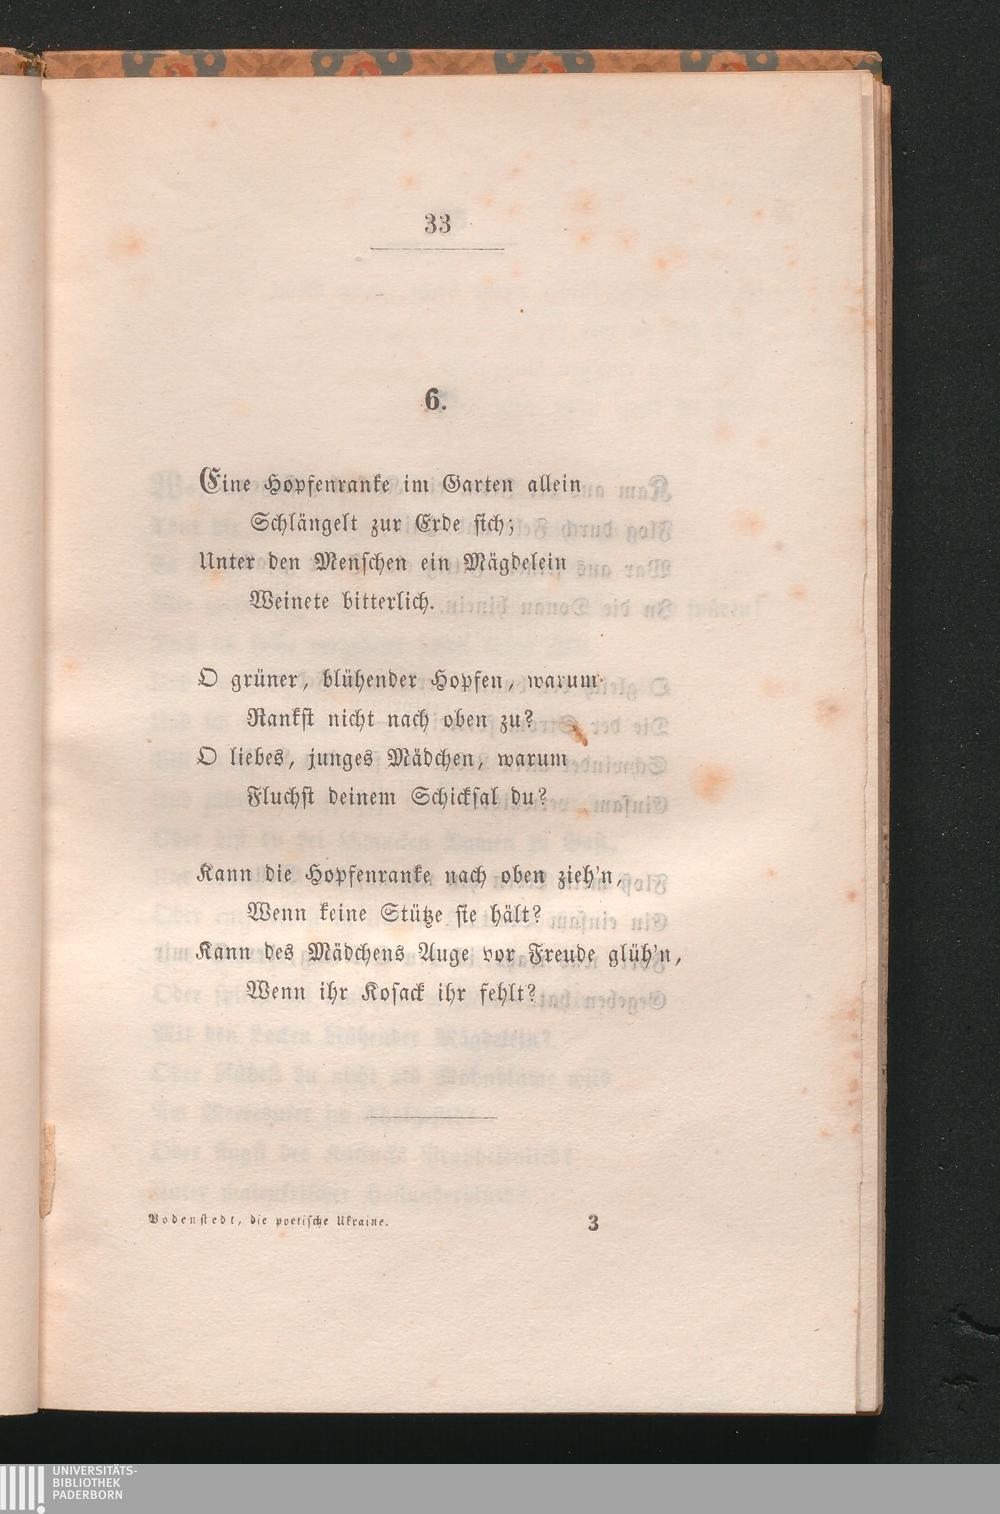 33
6.
Eine Hopfenranke im Garten allein
Schlängelt zur Erde sich;
Unter den Menschen ein Mägdelein
Weinete bitterlich.
O grüner, blühender Hopfen, warum
Rankst nicht nach oben zu?
O liebes, junges Mädchen, warum
Fluchst deinem Schicksal du?
Kann die Hopfenranke nach oben zieh'n,
Wenn keine Stütze sie hält?
Kann des Mädchens Auge vor Freude glüh'n,
Wenn ihr Kosack ihr fehlt?
Bodenstedt, die poetische Ukraine.
3
UNIVERSITÄTS-
BIBLIOTHEK
PADERBORN